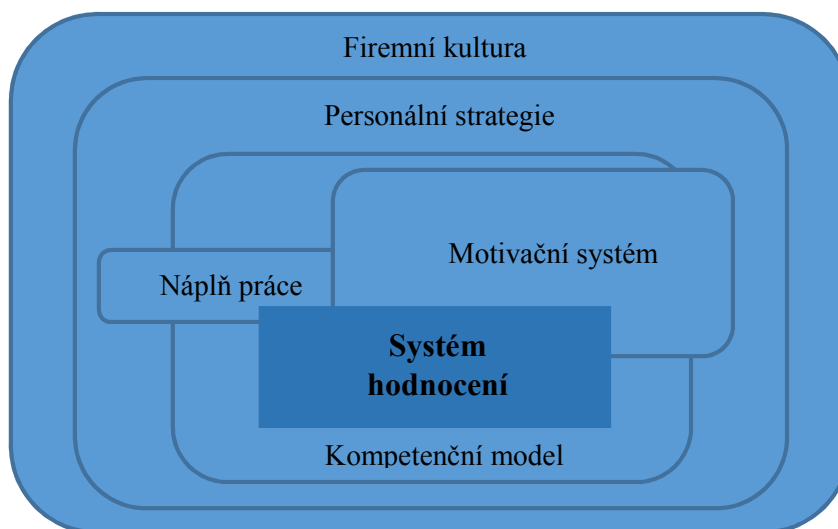 Firemní kultura
Personální strategie
Motivační systém
Náplň práce
Systém
hodnocení
Kompetenční model